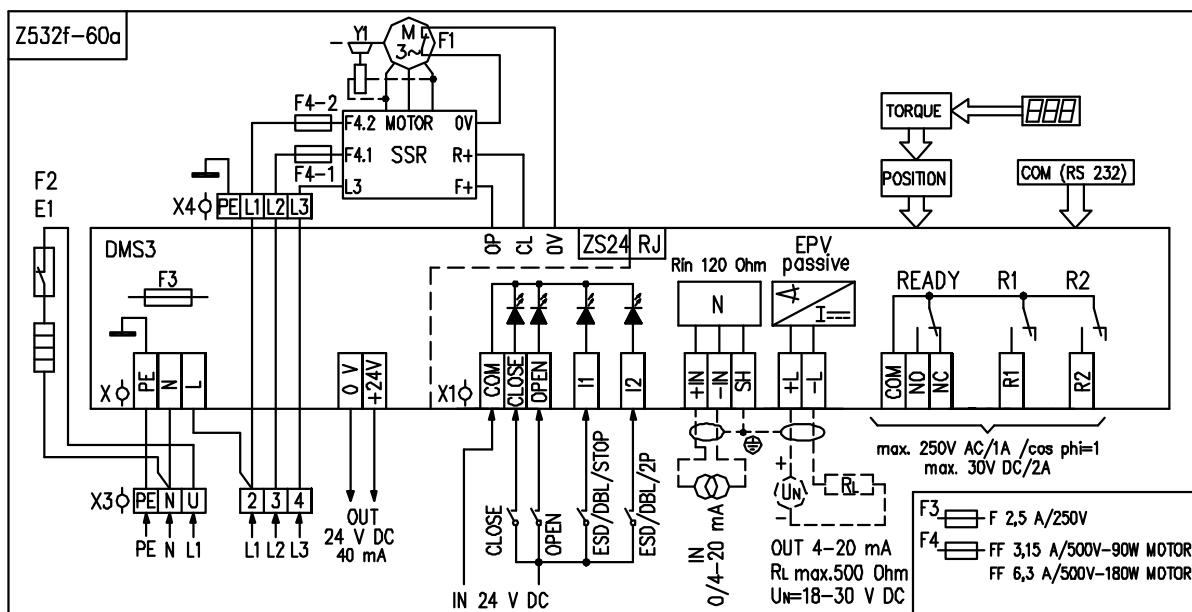 Z532f-60a
Y1
M
3~
F1
F4-2
F4.2 MOTOR 0V
SSR
F4.1
R+
F4-1
L3
F+
TORQUE
POSITION
COM (RS 232)
F2
E1
X4
PE L1 L2 L3
DMS3
F3
OP
CL
0V
ZS24 RJ
Rin 120 Ohm
N
EPV
passive
I
READY
R1
R2
X
PE
N
L
0 V
+24V
X1
COM
CLOSE
OPEN
I1
I2
+IN
-IN
SH
+L
-L
COM
NO
NC
R1
R2
max. 250V AC/1A /cos phi=1
max. 30V DC/2A
X3
PE N U
2 3 4
PE N L1
L1 L2 L3
OUT
24 V DC
40 mA
CLOSE
OPEN
ESD/DBL/STOP
ESD/DBL/2P
IN 24 V DC
IN
0/4-20 mA
+
UN
-
RL
OUT 4-20 mA
RL max.500 Ohm
UN=18-30 V DC
F3
F 2,5 A/250V
F4
FF 3,15 A/500V-90W MOTOR
FF 6,3 A/500V-180W MOTOR